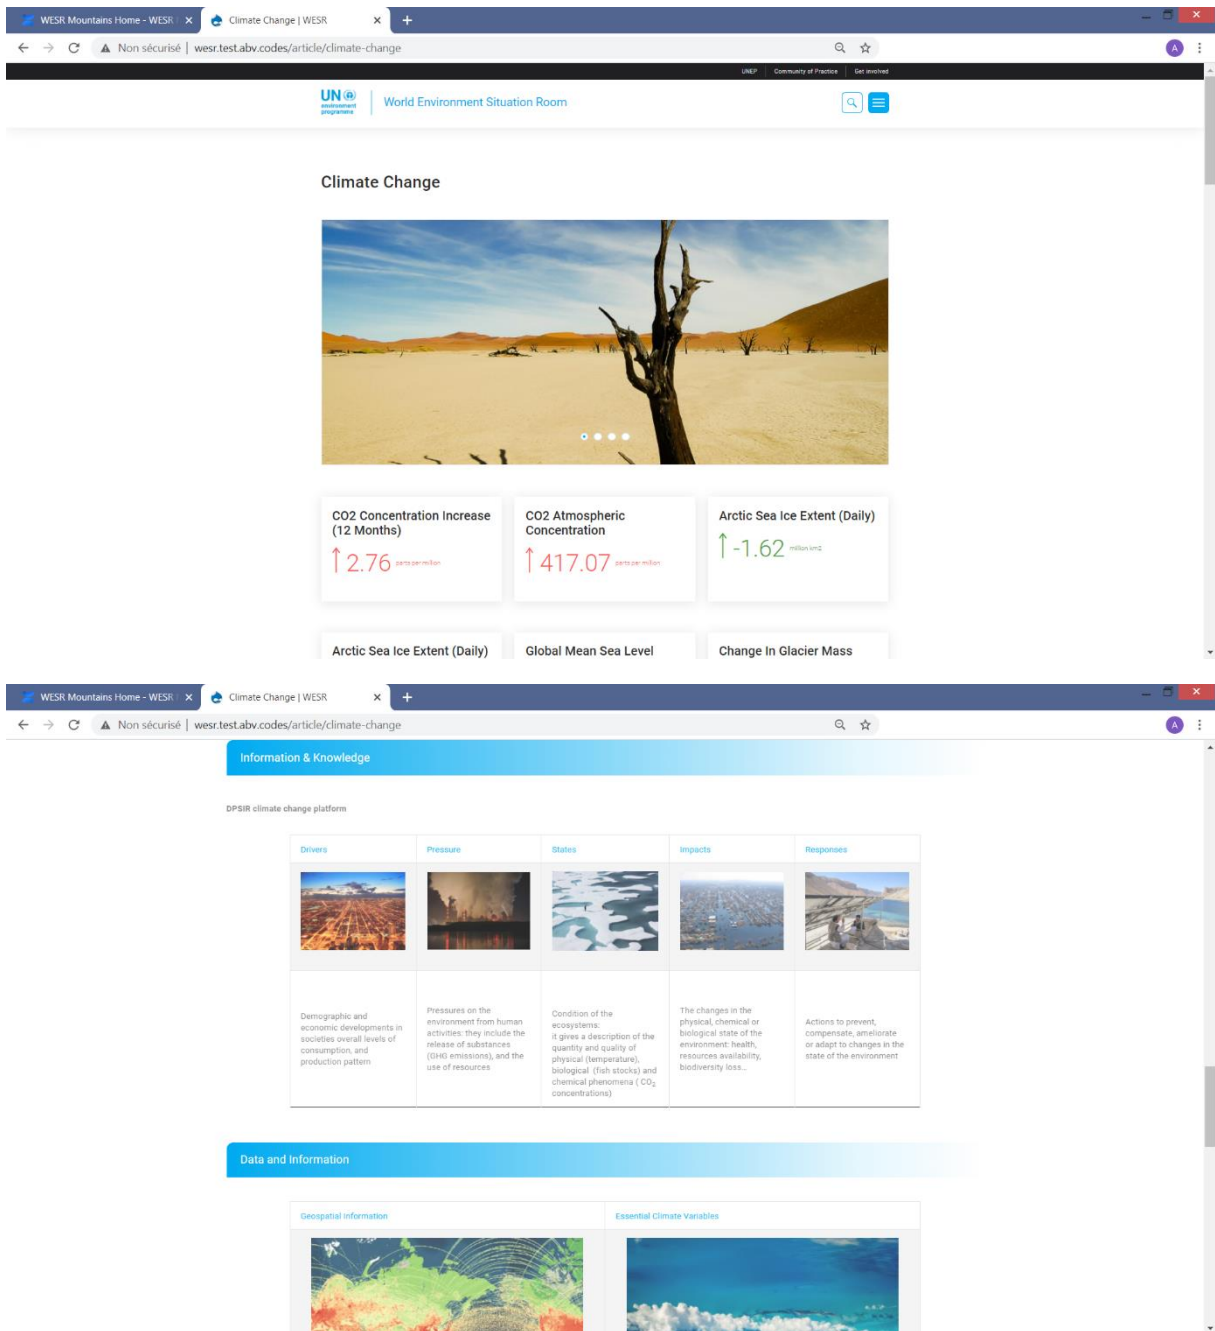 WESR Mountains Home - WESR
Climate Change | WESR
Non sécurisé | wesr.test.abv.codes/article/climate-change
A
UNEP Community of Practice Get involved
UN
environment
programme
World Environment Situation Room
Climate Change
CO2 Concentration Increase
(12 Months)
↑ 2.76 parts per million
CO2 Atmospheric
Concentration
↑ 417.07 parts per million
Arctic Sea Ice Extent (Daily)
↑ -1.62 million km2
Arctic Sea Ice Extent (Daily)
Global Mean Sea Level
Change In Glacier Mass
WESR Mountains Home - WESR
Climate Change | WESR
Non sécurisé | wesr.test.abv.codes/article/climate-change
A
Information & Knowledge
DPSIR climate change platform
Drivers
Pressure
States
Impacts
Responses
Demographic and
economic developments in
societies overall levels of
consumption, and
production pattern
Pressures on the
environment from human
activities: they include the
release of substances
(GHG emissions), and the
use of resources
Condition of the
ecosystems:
it gives a description of the
quantity and quality of
physical (temperature),
biological (fish stocks) and
chemical phenomena ( CO₂
concentrations)
The changes in the
physical, chemical or
biological state of the
environment: health,
resources availability,
biodiversity loss...
Actions to prevent,
compensate, ameliorate
or adapt to changes in the
state of the environment
Data and Information
Geospatial Information
Essential Climate Variables